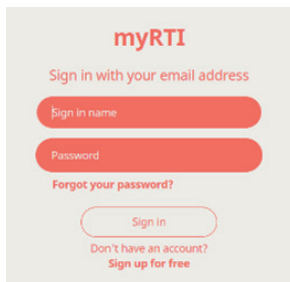 myRTI
Sign in with your email address
Sign in name
Password
Forgot your password?
Sign in
Don't have an account?
Sign up for free